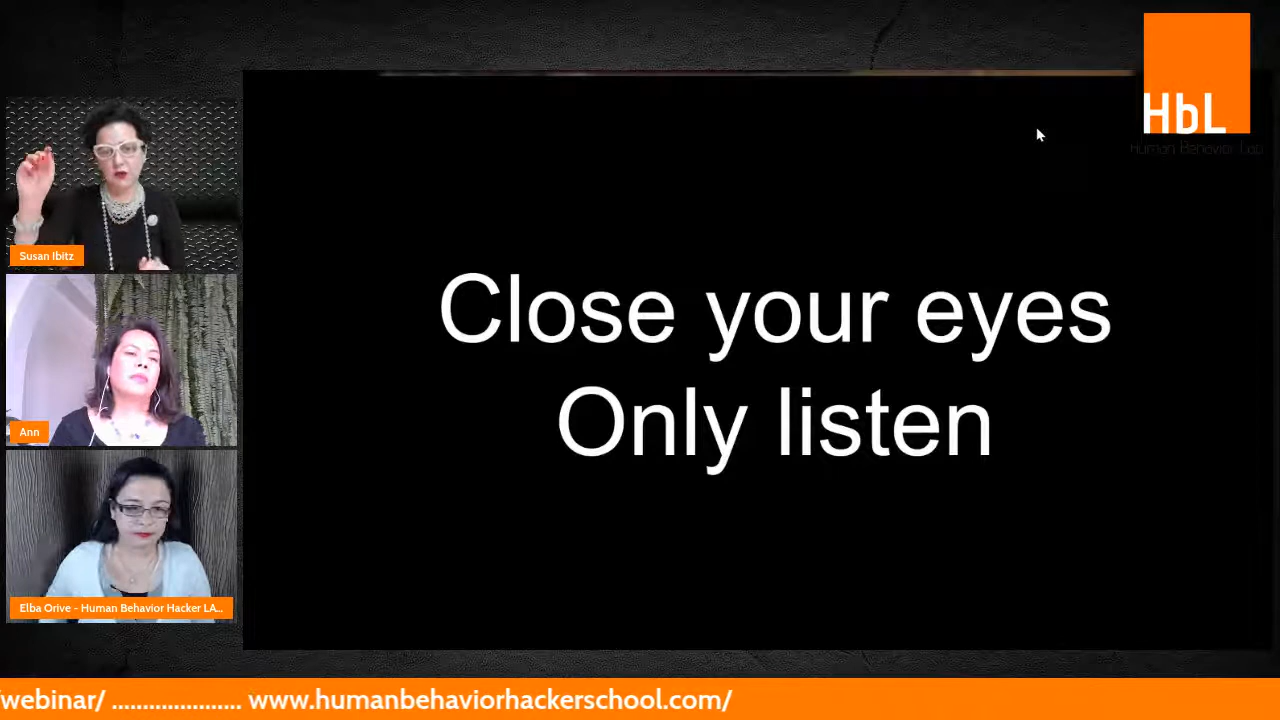 HbL
Human Behavior Lab
Susan Ibitz
Close your eyes
Only listen
Ann
Elba Orive - Human Behavior Hacker LA...
/webinar/ ..................... www.humanbehaviorhackerschool.com/